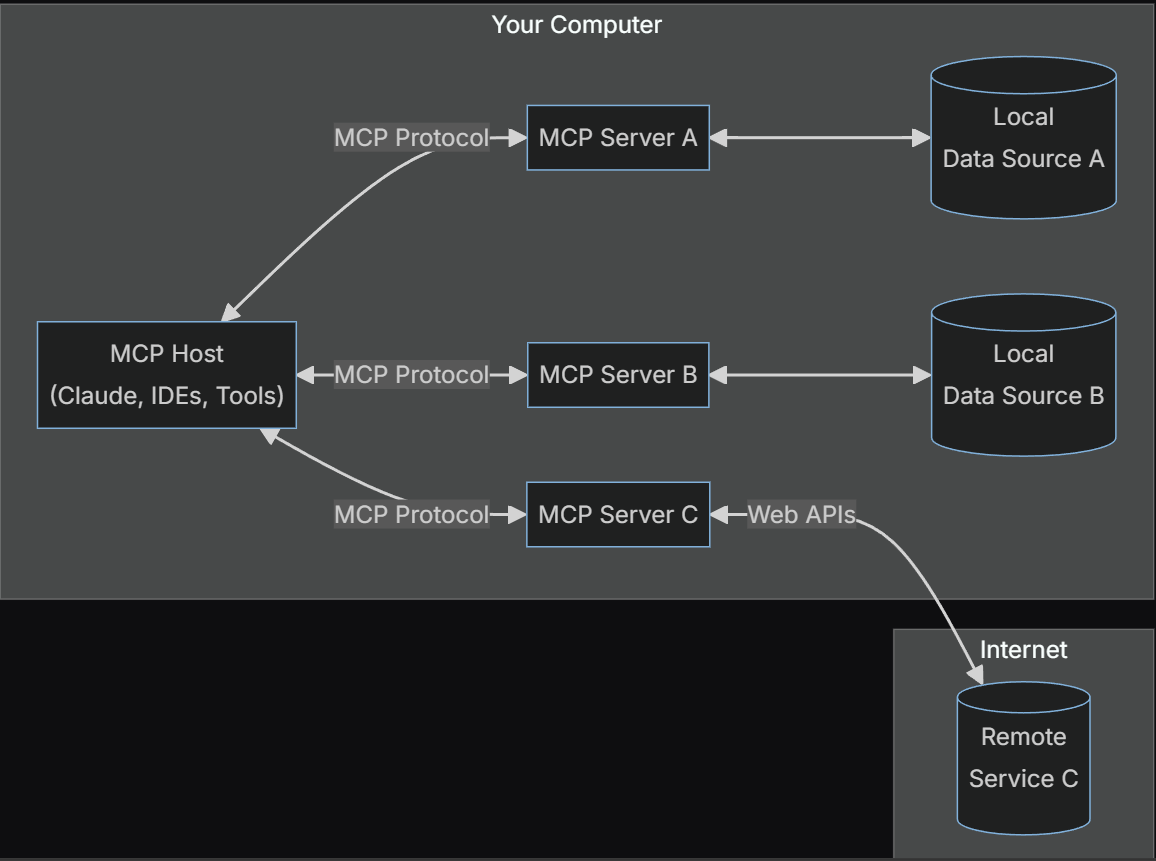 Your Computer
MCP Protocol
MCP Server A
Local
Data Source A
MCP Host
(Claude, IDEs, Tools)
MCP Protocol
MCP Server B
Local
Data Source B
MCP Protocol
MCP Server C
Web APIs
Internet
Remote
Service C